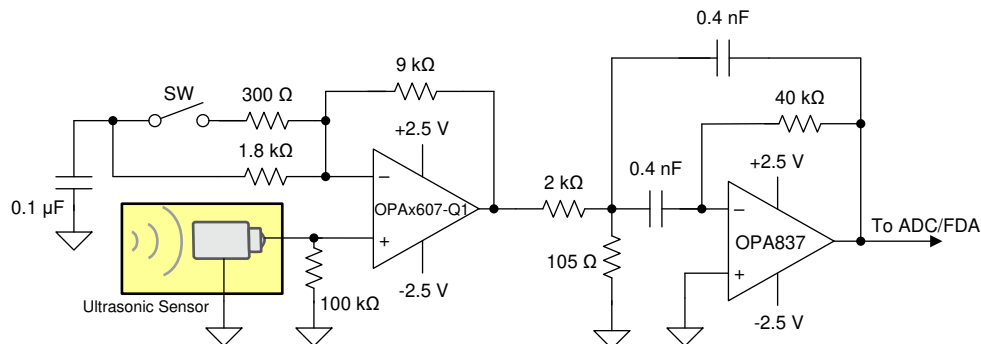 0.4 nF
9 kΩ
SW
300 Ω
40 kΩ
+2.5 V
1.8 kΩ
+2.5 V
0.4 nF
2 kΩ
−
OPAx607-Q1
+
−
OPA837
+
To ADC/FDA
0.1 µF
105 Ω
-2.5 V
100 kΩ
-2.5 V
Ultrasonic Sensor